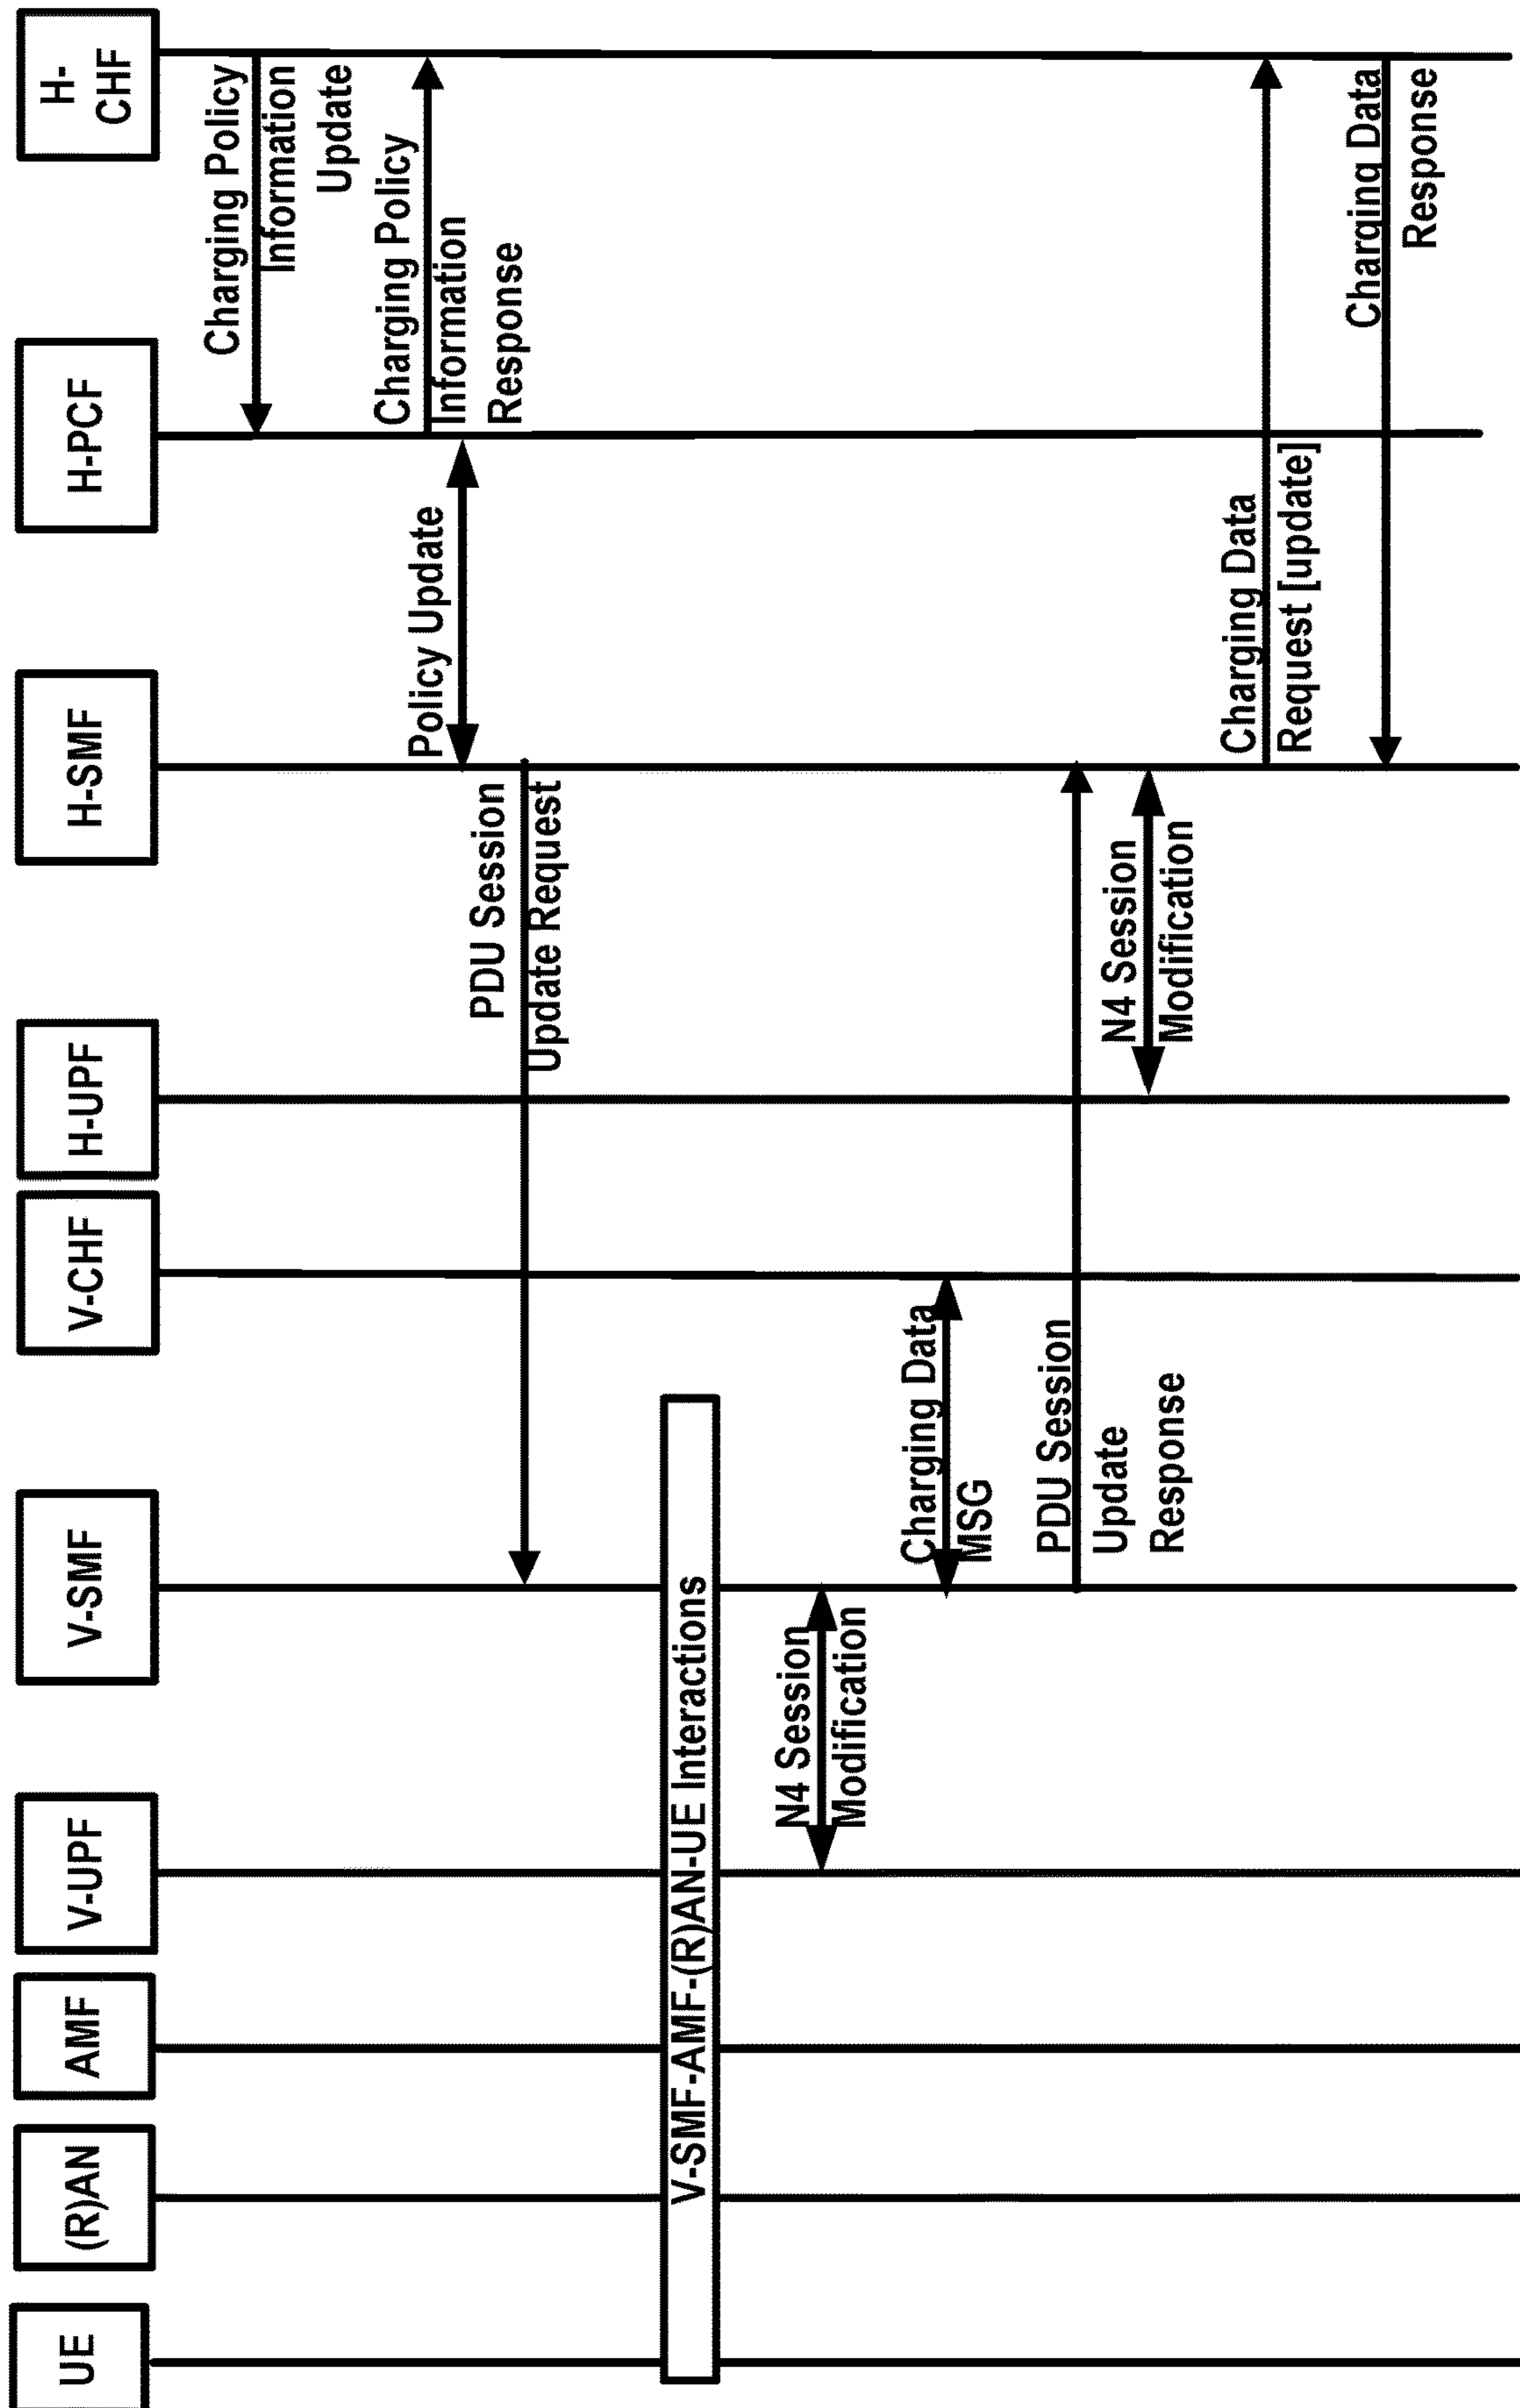 UE
(R)AN
AMF
V-UPF
V-SMF
V-CHF
H-UPF
H-SMF
H-PCF
H-
CHF
Charging Policy
Information
Update
Charging Policy
Information
Response
Policy Update
PDU Session
Update Request
V-SMF-AMF-(R)AN-UE Interactions
N4 Session
Modification
Charging Data
MSG
PDU Session
Update
Response
N4 Session
Modification
Charging Data
Request [update]
Charging Data
Response